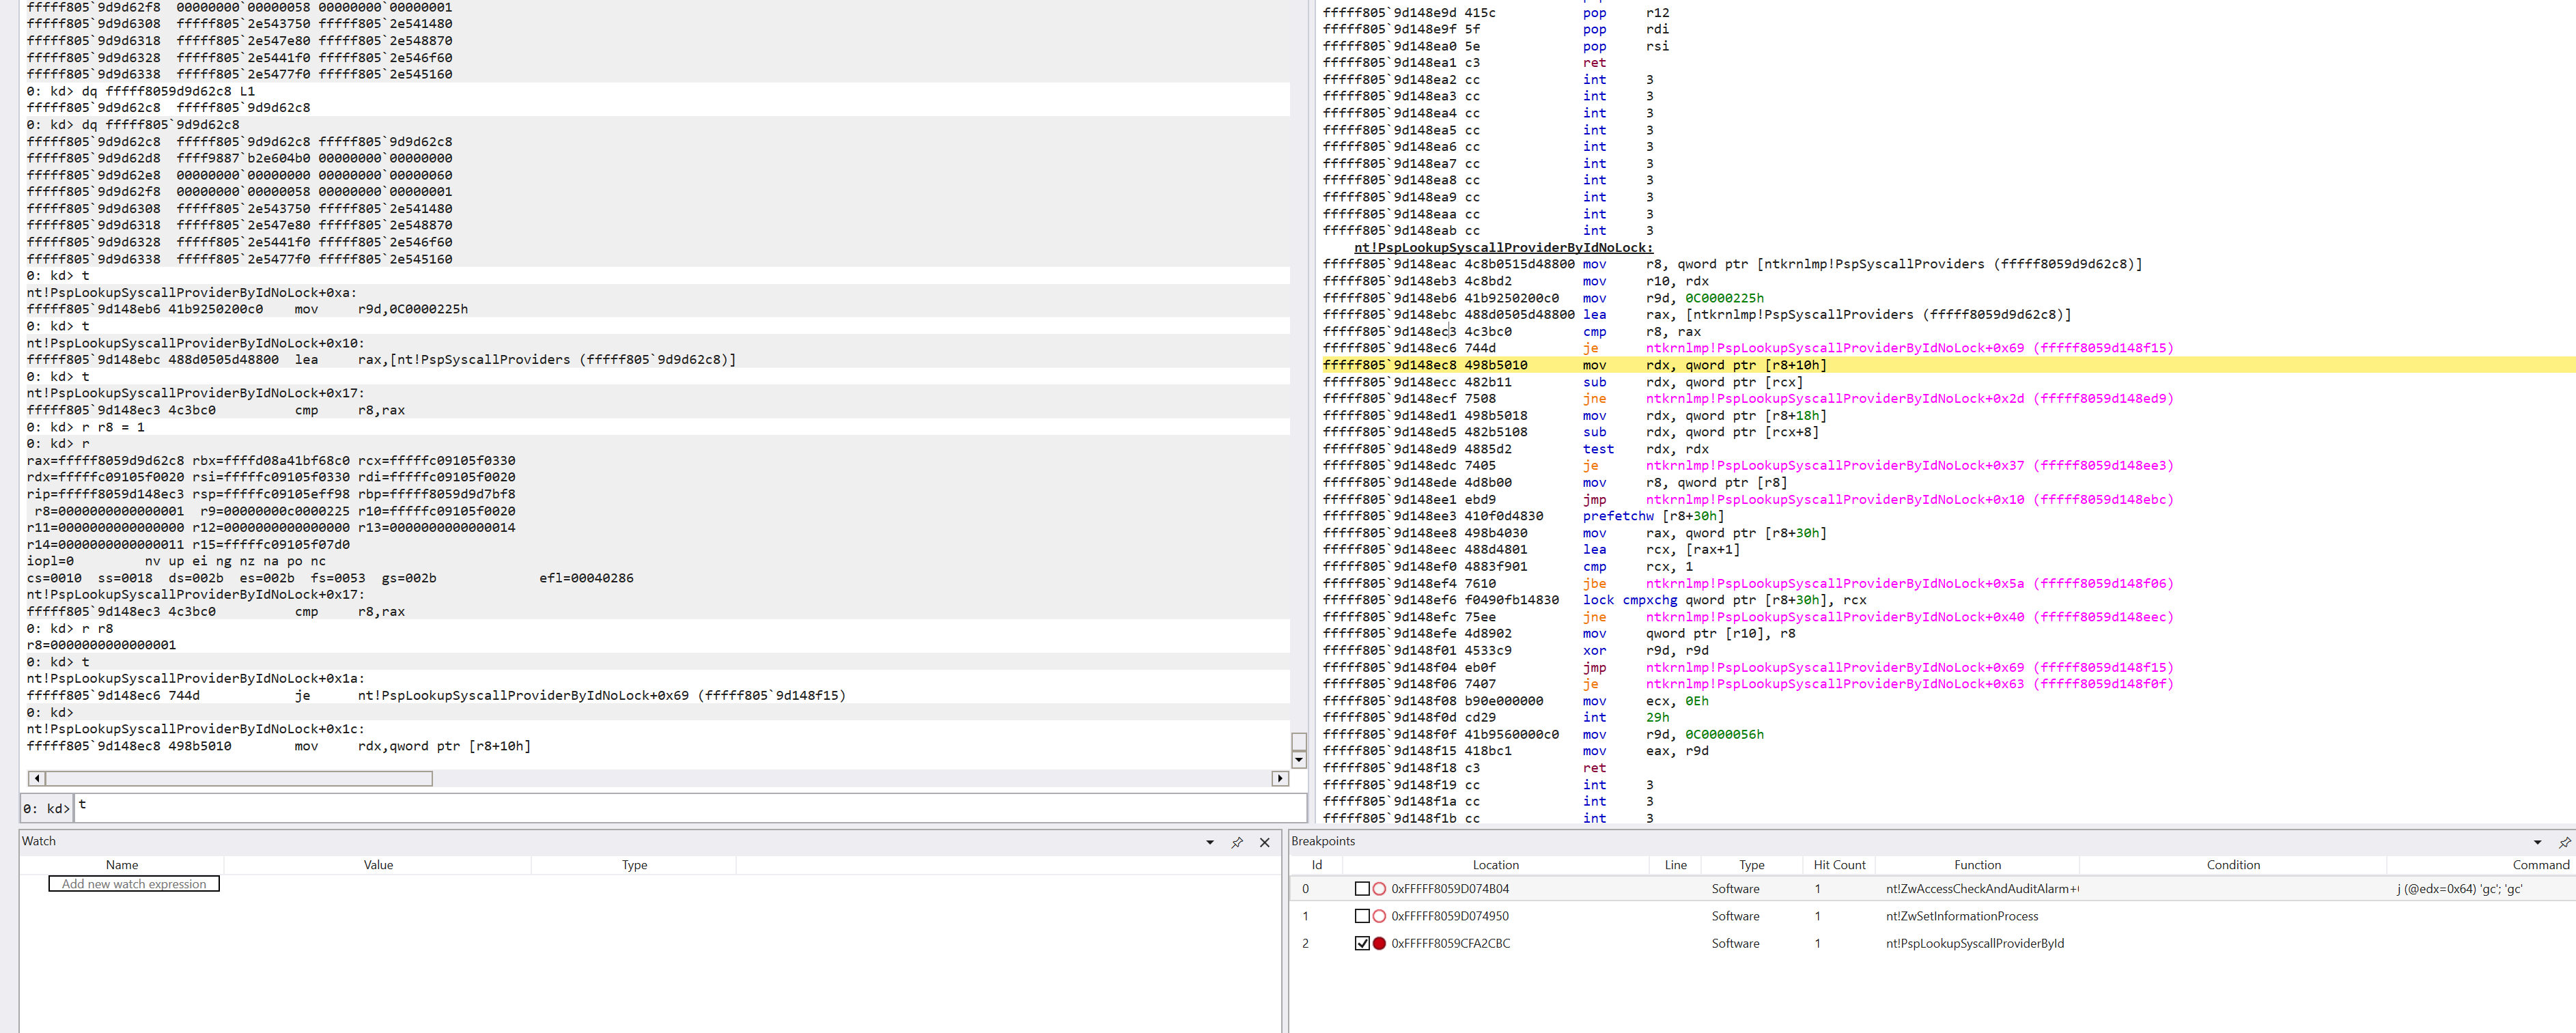 fffff805`9d9d62f8  00000000`00000058 00000000`00000001
fffff805`9d9d6308  fffff805`2e543750 fffff805`2e541480
fffff805`9d9d6318  fffff805`2e547e80 fffff805`2e548870
fffff805`9d9d6328  fffff805`2e5441f0 fffff805`2e546f60
fffff805`9d9d6338  fffff805`2e5477f0 fffff805`2e545160
0: kd> dq fffff8059d9d62c8 L1
fffff805`9d9d62c8  fffff805`9d9d62c8
0: kd> dq fffff805`9d9d62c8
fffff805`9d9d62c8  fffff805`9d9d62c8 fffff805`9d9d62c8
fffff805`9d9d62d8  ffff9887`b2e604b0 00000000`00000000
fffff805`9d9d62e8  00000000`00000000 00000000`00000060
fffff805`9d9d62f8  00000000`00000058 00000000`00000001
fffff805`9d9d6308  fffff805`2e543750 fffff805`2e541480
fffff805`9d9d6318  fffff805`2e547e80 fffff805`2e548870
fffff805`9d9d6328  fffff805`2e5441f0 fffff805`2e546f60
fffff805`9d9d6338  fffff805`2e5477f0 fffff805`2e545160
0: kd> t
nt!PspLookupSyscallProviderByIdNoLock+0xa:
fffff805`9d148eb6 41b9250200c0    mov     r9d,0C0000225h
0: kd> t
nt!PspLookupSyscallProviderByIdNoLock+0x10:
fffff805`9d148ebc 488d0505d48800  lea     rax,[nt!PspSyscallProviders (fffff805`9d9d62c8)]
0: kd> t
nt!PspLookupSyscallProviderByIdNoLock+0x17:
fffff805`9d148ec3 4c3bc0          cmp     r8,rax
0: kd> r r8 = 1
0: kd> r
rax=fffff8059d9d62c8 rbx=ffffd08a41bf68c0 rcx=fffffc09105f0330
rdx=fffffc09105f0020 rsi=fffffc09105f0330 rdi=fffffc09105f0020
rip=fffff8059d148ec3 rsp=fffffc09105eff98 rbp=fffff8059d9d7bf8
 r8=0000000000000001  r9=00000000c0000225 r10=fffffc09105f0020
r11=0000000000000000 r12=0000000000000000 r13=0000000000000014
r14=0000000000000011 r15=fffffc09105f07d0
iopl=0         nv up ei ng nz na po nc
cs=0010  ss=0018  ds=002b  es=002b  fs=0053  gs=002b             efl=00040286
nt!PspLookupSyscallProviderByIdNoLock+0x17:
fffff805`9d148ec3 4c3bc0          cmp     r8,rax
0: kd> r r8
r8=0000000000000001
0: kd> t
nt!PspLookupSyscallProviderByIdNoLock+0x1a:
fffff805`9d148ec6 744d            je      nt!PspLookupSyscallProviderByIdNoLock+0x69 (fffff805`9d148f15)
0: kd>
nt!PspLookupSyscallProviderByIdNoLock+0x1c:
fffff805`9d148ec8 498b5010        mov     rdx,qword ptr [r8+10h]
0: kd> t
fffff805`9d148e9d 415c           pop     r12
fffff805`9d148e9f 5f             pop     rdi
fffff805`9d148ea0 5e             pop     rsi
fffff805`9d148ea1 c3             ret
fffff805`9d148ea2 cc             int     3
fffff805`9d148ea3 cc             int     3
fffff805`9d148ea4 cc             int     3
fffff805`9d148ea5 cc             int     3
fffff805`9d148ea6 cc             int     3
fffff805`9d148ea7 cc             int     3
fffff805`9d148ea8 cc             int     3
fffff805`9d148ea9 cc             int     3
fffff805`9d148eaa cc             int     3
fffff805`9d148eab cc             int     3
nt!PspLookupSyscallProviderByIdNoLock:
fffff805`9d148eac 4c8b0515d48800 mov     r8, qword ptr [ntkrnlmp!PspSyscallProviders (fffff8059d9d62c8)]
fffff805`9d148eb3 4c8bd2         mov     r10, rdx
fffff805`9d148eb6 41b9250200c0   mov     r9d, 0C0000225h
fffff805`9d148ebc 488d0505d48800 lea     rax, [ntkrnlmp!PspSyscallProviders (fffff8059d9d62c8)]
fffff805`9d148ec3 4c3bc0         cmp     r8, rax
fffff805`9d148ec6 744d           je      ntkrnlmp!PspLookupSyscallProviderByIdNoLock+0x69 (fffff8059d148f15)
fffff805`9d148ec8 498b5010       mov     rdx, qword ptr [r8+10h]
fffff805`9d148ecc 482b11         sub     rdx, qword ptr [rcx]
fffff805`9d148ecf 7508           jne     ntkrnlmp!PspLookupSyscallProviderByIdNoLock+0x2d (fffff8059d148ed9)
fffff805`9d148ed1 498b5018       mov     rdx, qword ptr [r8+18h]
fffff805`9d148ed5 482b5108       sub     rdx, qword ptr [rcx+8]
fffff805`9d148ed9 4885d2         test    rdx, rdx
fffff805`9d148edc 7405           je      ntkrnlmp!PspLookupSyscallProviderByIdNoLock+0x37 (fffff8059d148ee3)
fffff805`9d148ede 4d8b00         mov     r8, qword ptr [r8]
fffff805`9d148ee1 ebd9           jmp     ntkrnlmp!PspLookupSyscallProviderByIdNoLock+0x10 (fffff8059d148ebc)
fffff805`9d148ee3 410f0d4830     prefetchw [r8+30h]
fffff805`9d148ee8 498b4030       mov     rax, qword ptr [r8+30h]
fffff805`9d148eec 488d4801       lea     rcx, [rax+1]
fffff805`9d148ef0 4883f901       cmp     rcx, 1
fffff805`9d148ef4 7610           jbe     ntkrnlmp!PspLookupSyscallProviderByIdNoLock+0x5a (fffff8059d148f06)
fffff805`9d148ef6 f0490fb14830   lock cmpxchg qword ptr [r8+30h], rcx
fffff805`9d148efc 75ee           jne     ntkrnlmp!PspLookupSyscallProviderByIdNoLock+0x40 (fffff8059d148eec)
fffff805`9d148efe 4d8902         mov     qword ptr [r10], r8
fffff805`9d148f01 4533c9         xor     r9d, r9d
fffff805`9d148f04 eb0f           jmp     ntkrnlmp!PspLookupSyscallProviderByIdNoLock+0x69 (fffff8059d148f15)
fffff805`9d148f06 7407           je      ntkrnlmp!PspLookupSyscallProviderByIdNoLock+0x63 (fffff8059d148f0f)
fffff805`9d148f08 b90e000000     mov     ecx, 0Eh
fffff805`9d148f0d cd29           int     29h
fffff805`9d148f0f 41b9560000c0   mov     r9d, 0C0000056h
fffff805`9d148f15 418bc1         mov     eax, r9d
fffff805`9d148f18 c3             ret
fffff805`9d148f19 cc             int     3
fffff805`9d148f1a cc             int     3
fffff805`9d148f1b cc             int     3
Watch
Name Value Type
Add new watch expression
Breakpoints
Id Location Line Type Hit Count Function Condition Command
0 0xFFFFF8059D074B04 Software 1 nt!ZwAccessCheckAndAuditAlarm+ j (@edx=0x64) 'gc'; 'gc'
1 0xFFFFF8059D074950 Software 1 nt!ZwSetInformationProcess
2 0xFFFFF8059CFA2CBC Software 1 nt!PspLookupSyscallProviderById